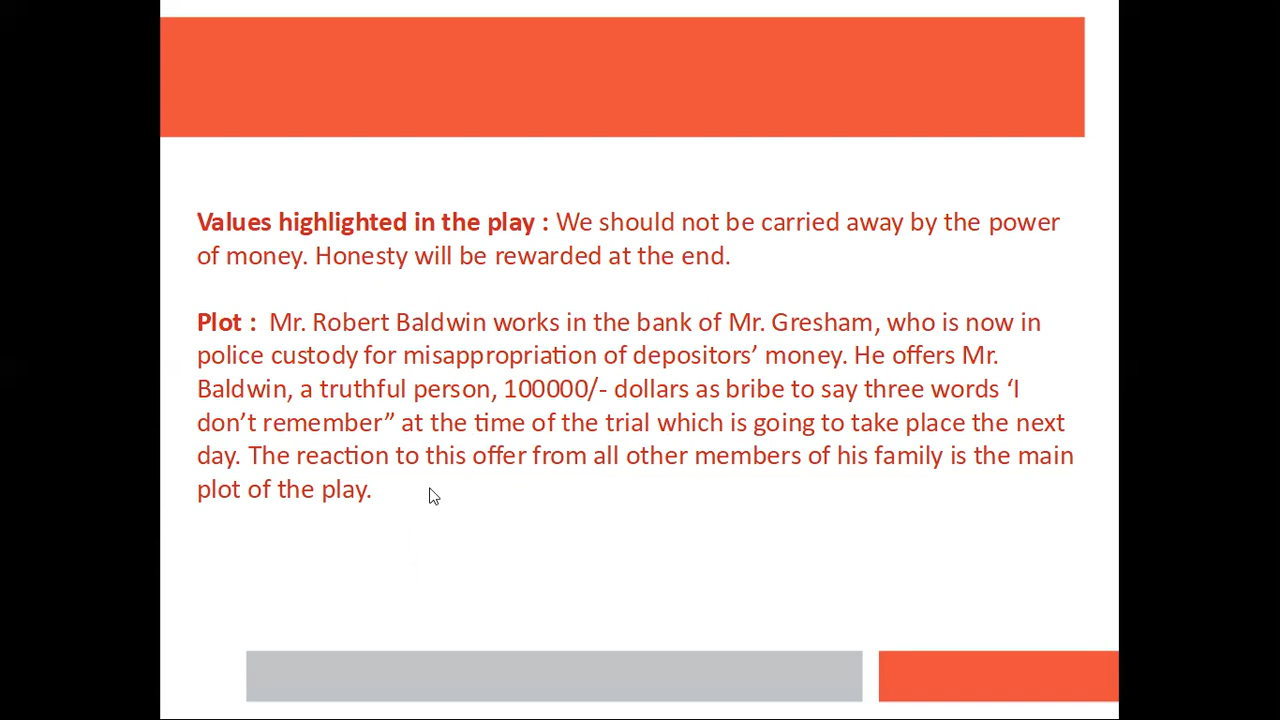 Values highlighted in the play : We should not be carried away by the power
of money. Honesty will be rewarded at the end.
Plot :  Mr. Robert Baldwin works in the bank of Mr. Gresham, who is now in
police custody for misappropriation of depositors’ money. He offers Mr.
Baldwin, a truthful person, 100000/- dollars as bribe to say three words ‘I
don’t remember” at the time of the trial which is going to take place the next
day. The reaction to this offer from all other members of his family is the main
plot of the play.